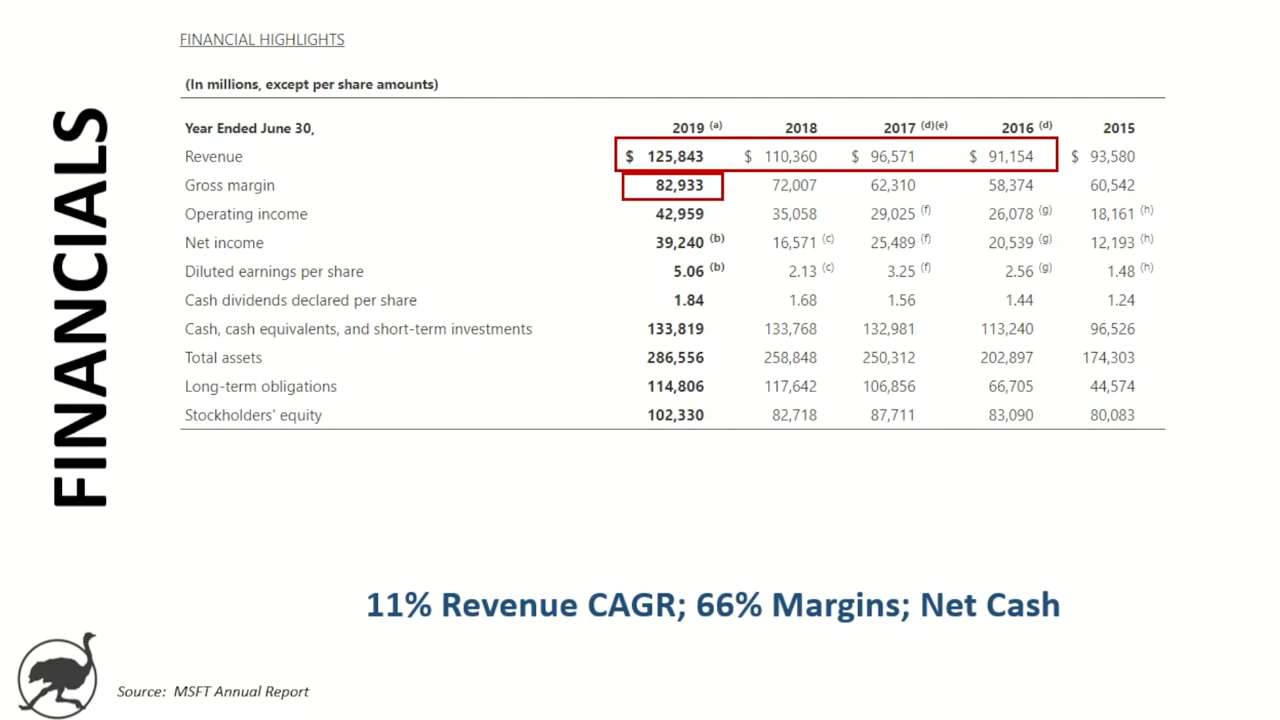 FINANCIALS
FINANCIAL HIGHLIGHTS
(In millions, except per share amounts)
Year Ended June 30, 2019 (a) 2018 2017 (d)(e) 2016 (d) 2015
Revenue $ 125,843 $ 110,360 $ 96,571 $ 91,154 $ 93,580
Gross margin 82,933 72,007 62,310 58,374 60,542
Operating income 42,959 35,058 29,025 (f) 26,078 (g) 18,161 (h)
Net income 39,240 (b) 16,571 (c) 25,489 (f) 20,539 (g) 12,193 (h)
Diluted earnings per share 5.06 (b) 2.13 (c) 3.25 (f) 2.56 (g) 1.48 (h)
Cash dividends declared per share 1.84 1.68 1.56 1.44 1.24
Cash, cash equivalents, and short-term investments 133,819 133,768 132,981 113,240 96,526
Total assets 286,556 258,848 250,312 202,897 174,303
Long-term obligations 114,806 117,642 106,856 66,705 44,574
Stockholders' equity 102,330 82,718 87,711 83,090 80,083
11% Revenue CAGR; 66% Margins; Net Cash
Source: MSFT Annual Report